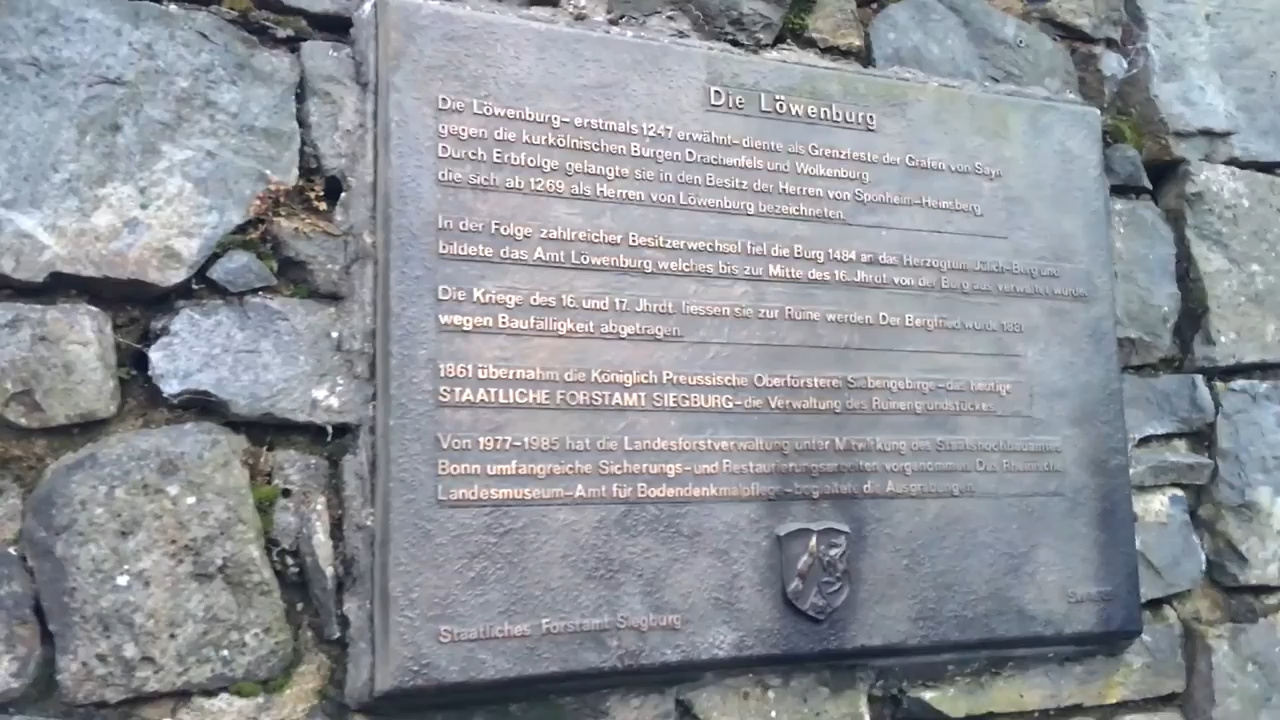 Die Löwenburg
Die Löwenburg- erstmals 1247 erwähnt- diente als Grenzfeste der Grafen von Sayn
gegen die kurkölnischen Burgen Drachenfels und Wolkenburg.
Durch Erbfolge gelangte sie in den Besitz der Herren von Sponheim-Heinsberg,
die sich ab 1269 als Herren von Löwenburg bezeichneten.
In der Folge zahlreicher Besitzerwechsel fiel die Burg 1484 an das Herzogtum Jülich-Berg und
bildete das Amt Löwenburg, welches bis zur Mitte des 16. Jhrdt. von der Burg aus verwaltet wurde.
Die Kriege des 16. und 17. Jhrdt. liessen sie zur Ruine werden. Der Bergfried wurde
wegen Baufälligkeit abgetragen.
1861 übernahm die Königlich Preussische Oberförsterei Siebengebirge-das heutige
STAATLICHE FORSTAMT SIEGBURG-die Verwaltung des Ruinengrundstückes.
Von 1977-1985 hat die Landesforstverwaltung unter Mitwirkung des Staatshochbauamtes
Bonn umfangreiche Sicherungs-und Restaurierungsarbeiten vorgenommen. Das Rheinische
Landesmuseum-Amt für Bodendenkmalpflege-begleitete die Ausgrabungen.
Staatliches Forstamt Siegburg